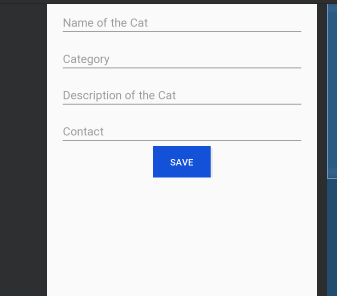 Name of the Cat
Category
Description of the Cat
Contact
SAVE